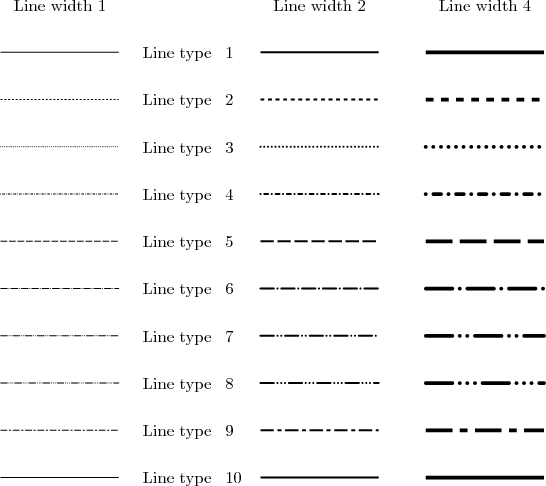 Line width 1 Line width 2 Line width 4
Line type 1
Line type 2
Line type 3
Line type 4
Line type 5
Line type 6
Line type 7
Line type 8
Line type 9
Line type 10